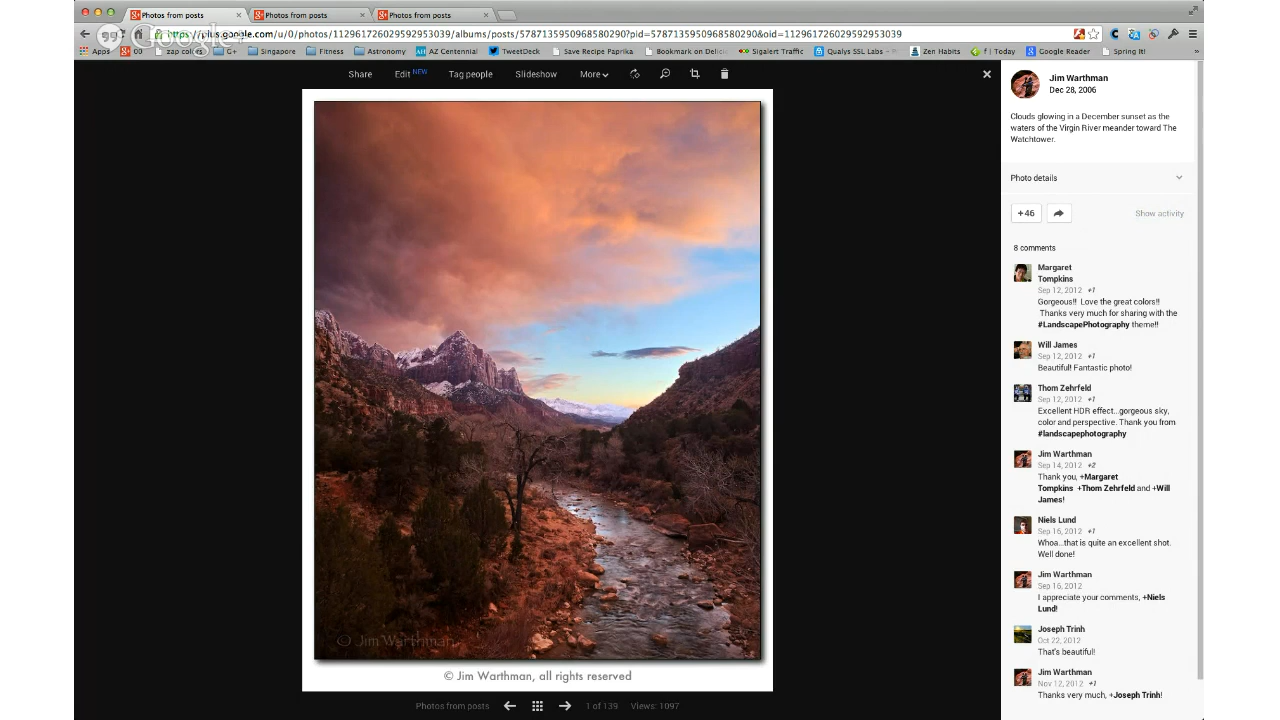 Photos from posts
Photos from posts
Photos from posts
Google+
https://plus.google.com/u/0/photos/112961726029592953039/albums/posts/5787135950968580290?pid=5787135950968580290&oid=112961726029592953039
Apps
zap colors
G+
Singapore
Fitness
Astronomy
AZ Centennial
TweetDeck
Save Recipe Paprika
Bookmark on Delic
Sigalert Traffic
Qualys SSL Labs -
Zen Habits
f | Today
Google Reader
Spring It!
Share
Edit NEW
Tag people
Slideshow
More
Jim Warthman
Dec 28, 2006
Clouds glowing in a December sunset as the
waters of the Virgin River meander toward The
Watchtower.
Photo details
+46
Show activity
8 comments
Margaret
Tompkins
Sep 12, 2012 +1
Gorgeous!! Love the great colors!!
Thanks very much for sharing with the
#LandscapePhotography theme!!
Will James
Sep 12, 2012 +1
Beautiful! Fantastic photo!
Thom Zehrfeld
Sep 12, 2012 +1
Excellent HDR effect...gorgeous sky,
color and perspective. Thank you from
#landscapephotography
Jim Warthman
Sep 14, 2012 +2
Thank you, +Margaret
Tompkins +Thom Zehrfeld and +Will
James!
Niels Lund
Sep 16, 2012 +1
Whoa...that is quite an excellent shot.
Well done!
Jim Warthman
Sep 16, 2012
I appreciate your comments, +Niels
Lund!
Joseph Trinh
Oct 22, 2012
That's beautiful!
Jim Warthman
Nov 12, 2012 +1
Thanks very much, +Joseph Trinh!
© Jim Warthman
© Jim Warthman, all rights reserved
Photos from posts
1 of 139
Views: 1097